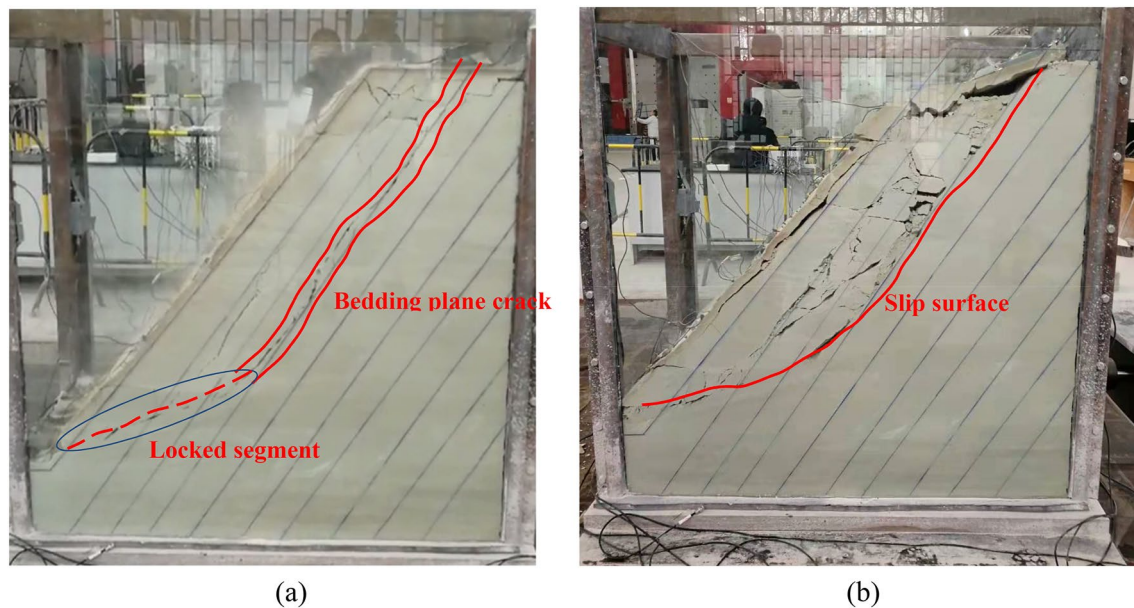 Bedding plane crack
Locked segment
Slip surface
(a)
(b)